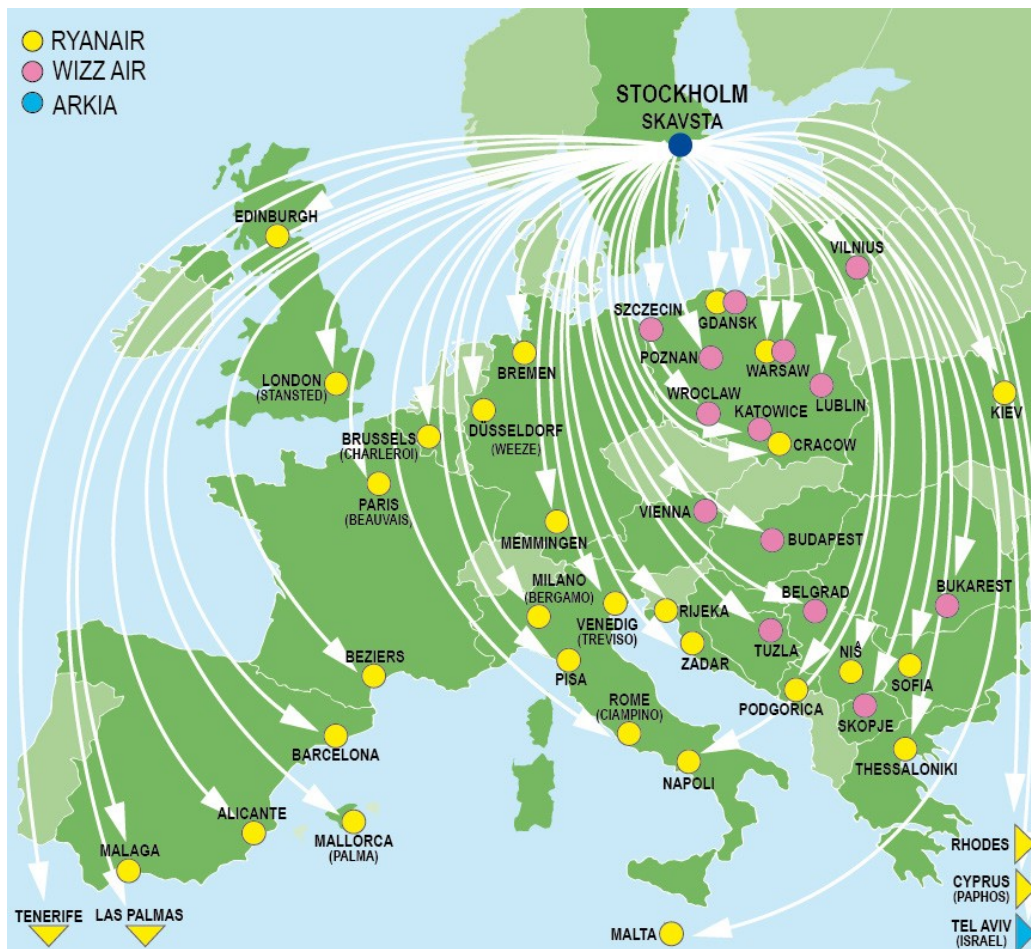 RYANAIR
WIZZ AIR
ARKIA
STOCKHOLM
SKAVSTA
EDINBURGH
VILNIUS
SZCZECIN
GDANSK
POZNAN
WARSAW
BREMEN
LONDON
(STANSTED)
WROCLAW
KATOWICE
LUBLIN
KIEV
BRUSSELS
(CHARLEROI)
DÜSSELDORF
(WEEZE)
CRACOW
PARIS
(BEAUVAIS)
VIENNA
MEMMINGEN
BUDAPEST
MILANO
(BERGAMO)
VENEDIG
(TREVISO)
RIJEKA
BELGRAD
BUKAREST
BEZIERS
PISA
ZADAR
TUZLA
NIŜ
SOFIA
ROME
(CIAMPINO)
PODGORICA
SKOPJE
BARCELONA
NAPOLI
THESSALONIKI
ALICANTE
MALLORCA
(PALMA)
MALAGA
RHODES
CYPRUS
(PAPHOS)
TENERIFE
LAS PALMAS
MALTA
TEL AVIV
(ISRAEL)